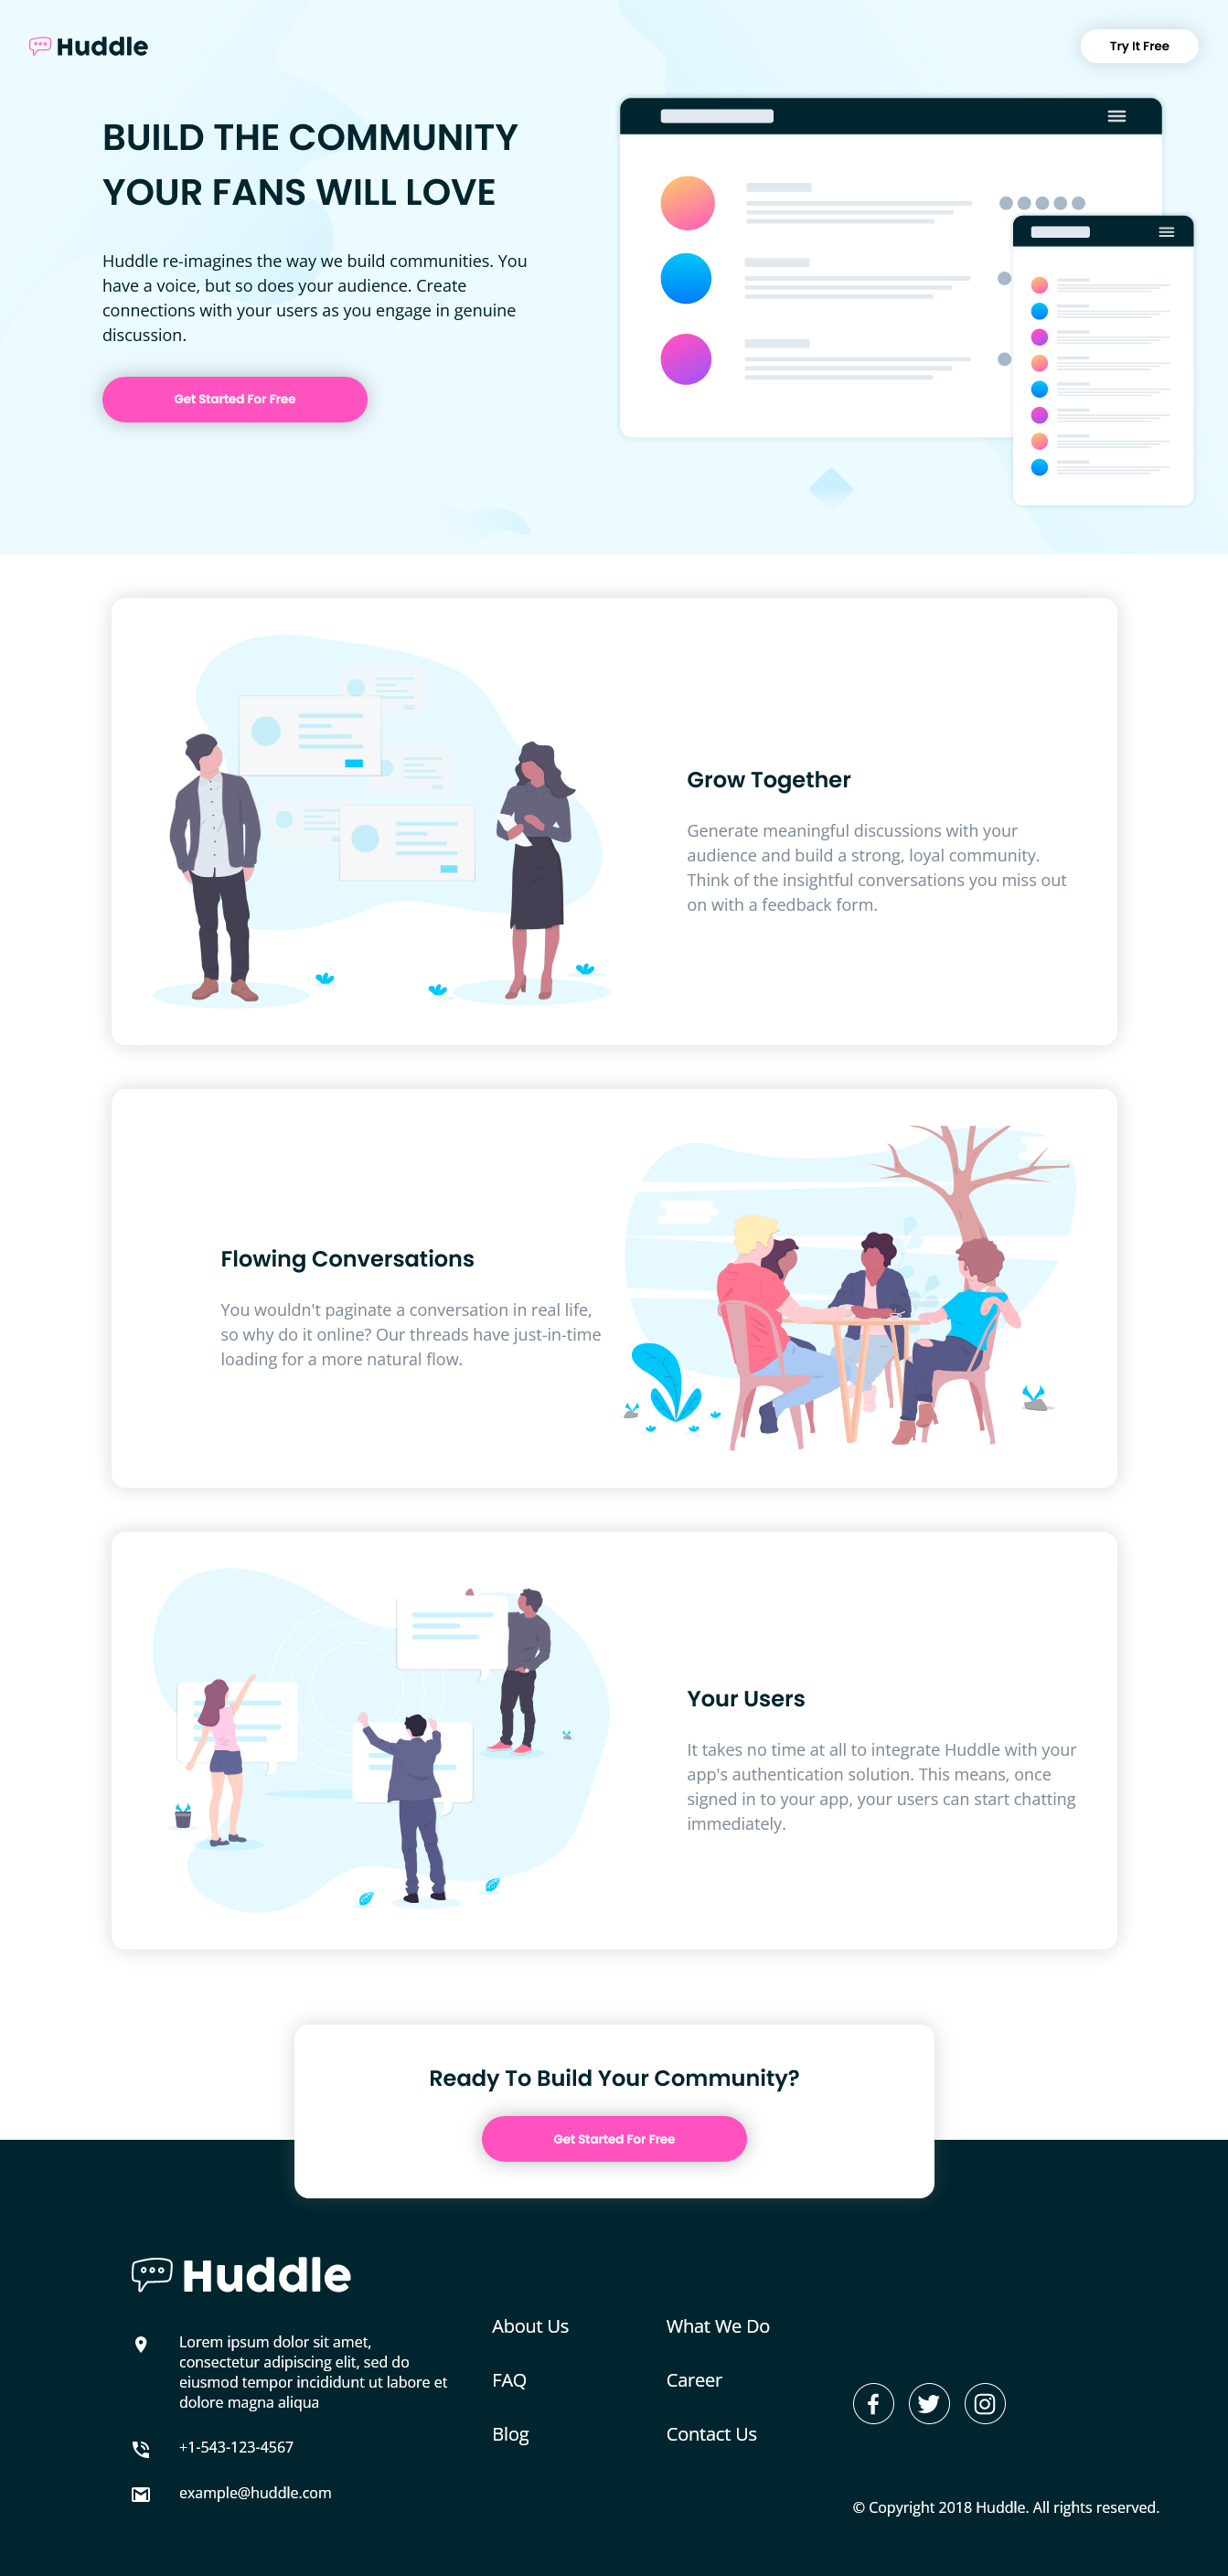 Huddle
Try It Free
BUILD THE COMMUNITY
YOUR FANS WILL LOVE
Huddle re-imagines the way we build communities. You
have a voice, but so does your audience. Create
connections with your users as you engage in genuine
discussion.
Get Started For Free
Grow Together
Generate meaningful discussions with your
audience and build a strong, loyal community.
Think of the insightful conversations you miss out
on with a feedback form.
Flowing Conversations
You wouldn't paginate a conversation in real life,
so why do it online? Our threads have just-in-time
loading for a more natural flow.
Your Users
It takes no time at all to integrate Huddle with your
app's authentication solution. This means, once
signed in to your app, your users can start chatting
immediately.
Ready To Build Your Community?
Get Started For Free
Huddle
Lorem ipsum dolor sit amet,
consectetur adipiscing elit, sed do
eiusmod tempor incididunt ut labore et
dolore magna aliqua
+1-543-123-4567
example@huddle.com
About Us
FAQ
Blog
What We Do
Career
Contact Us
© Copyright 2018 Huddle. All rights reserved.